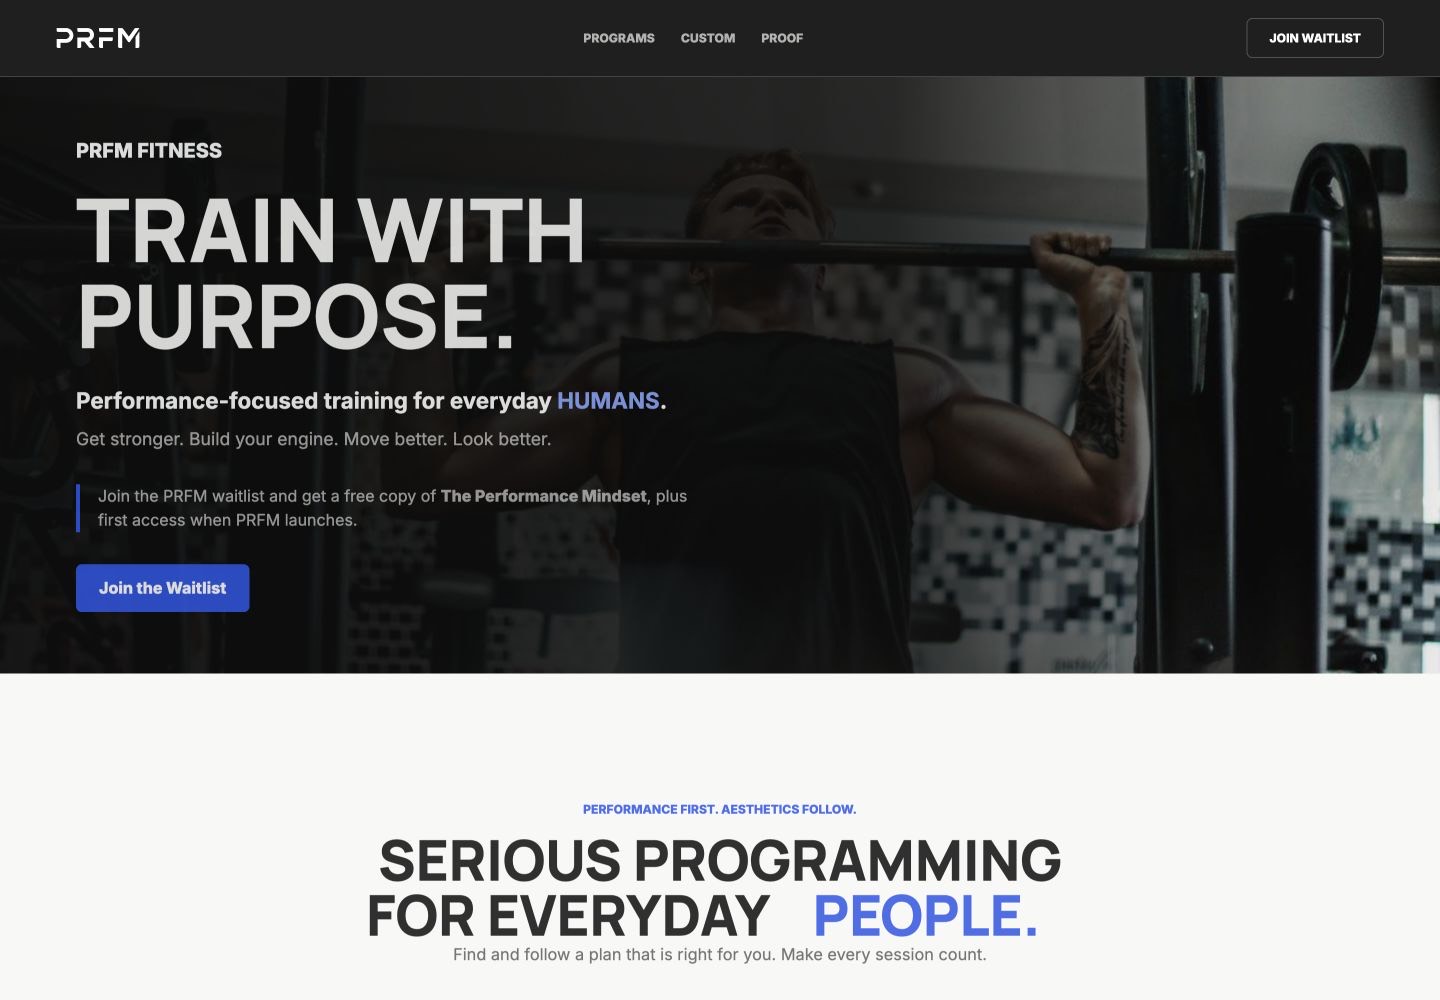 PRFM
PROGRAMS
CUSTOM
PROOF
JOIN WAITLIST
PRFM FITNESS
TRAIN WITH
PURPOSE.
Performance-focused training for everyday HUMANS.
Get stronger. Build your engine. Move better. Look better.
Join the PRFM waitlist and get a free copy of The Performance Mindset, plus
first access when PRFM launches.
Join the Waitlist
PERFORMANCE FIRST. AESTHETICS FOLLOW.
SERIOUS PROGRAMMING
FOR EVERYDAY PEOPLE.
Find and follow a plan that is right for you. Make every session count.